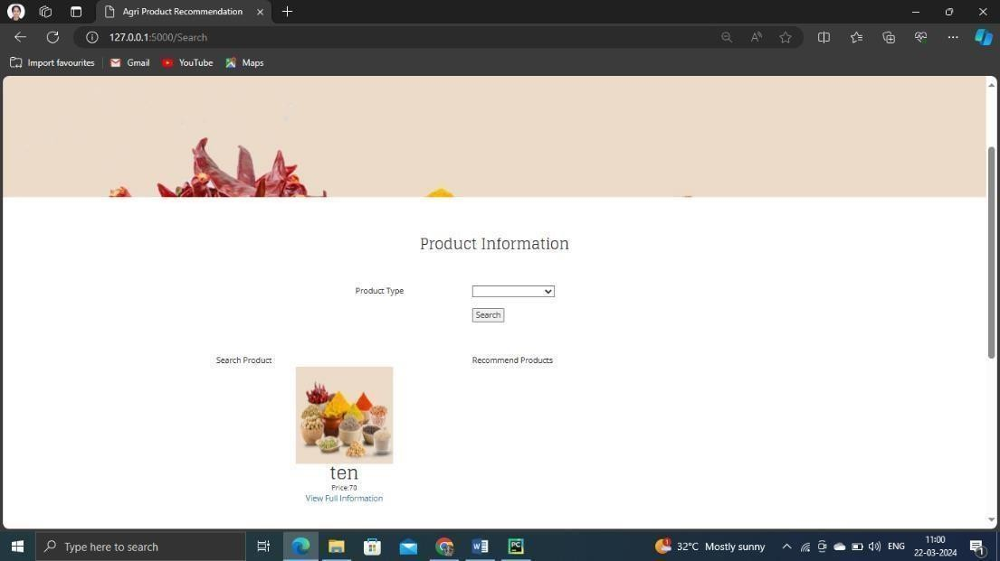 Agri Product Recommendation
127.0.0.1:5000/Search
Import favourites Gmail YouTube Maps
Product Information
Product Type
Search
Search Product Recommend Products
ten
Price:70
View Full Information
Type here to search W PC 32°C Mostly sunny ENG 11:00
22-03-2024 1